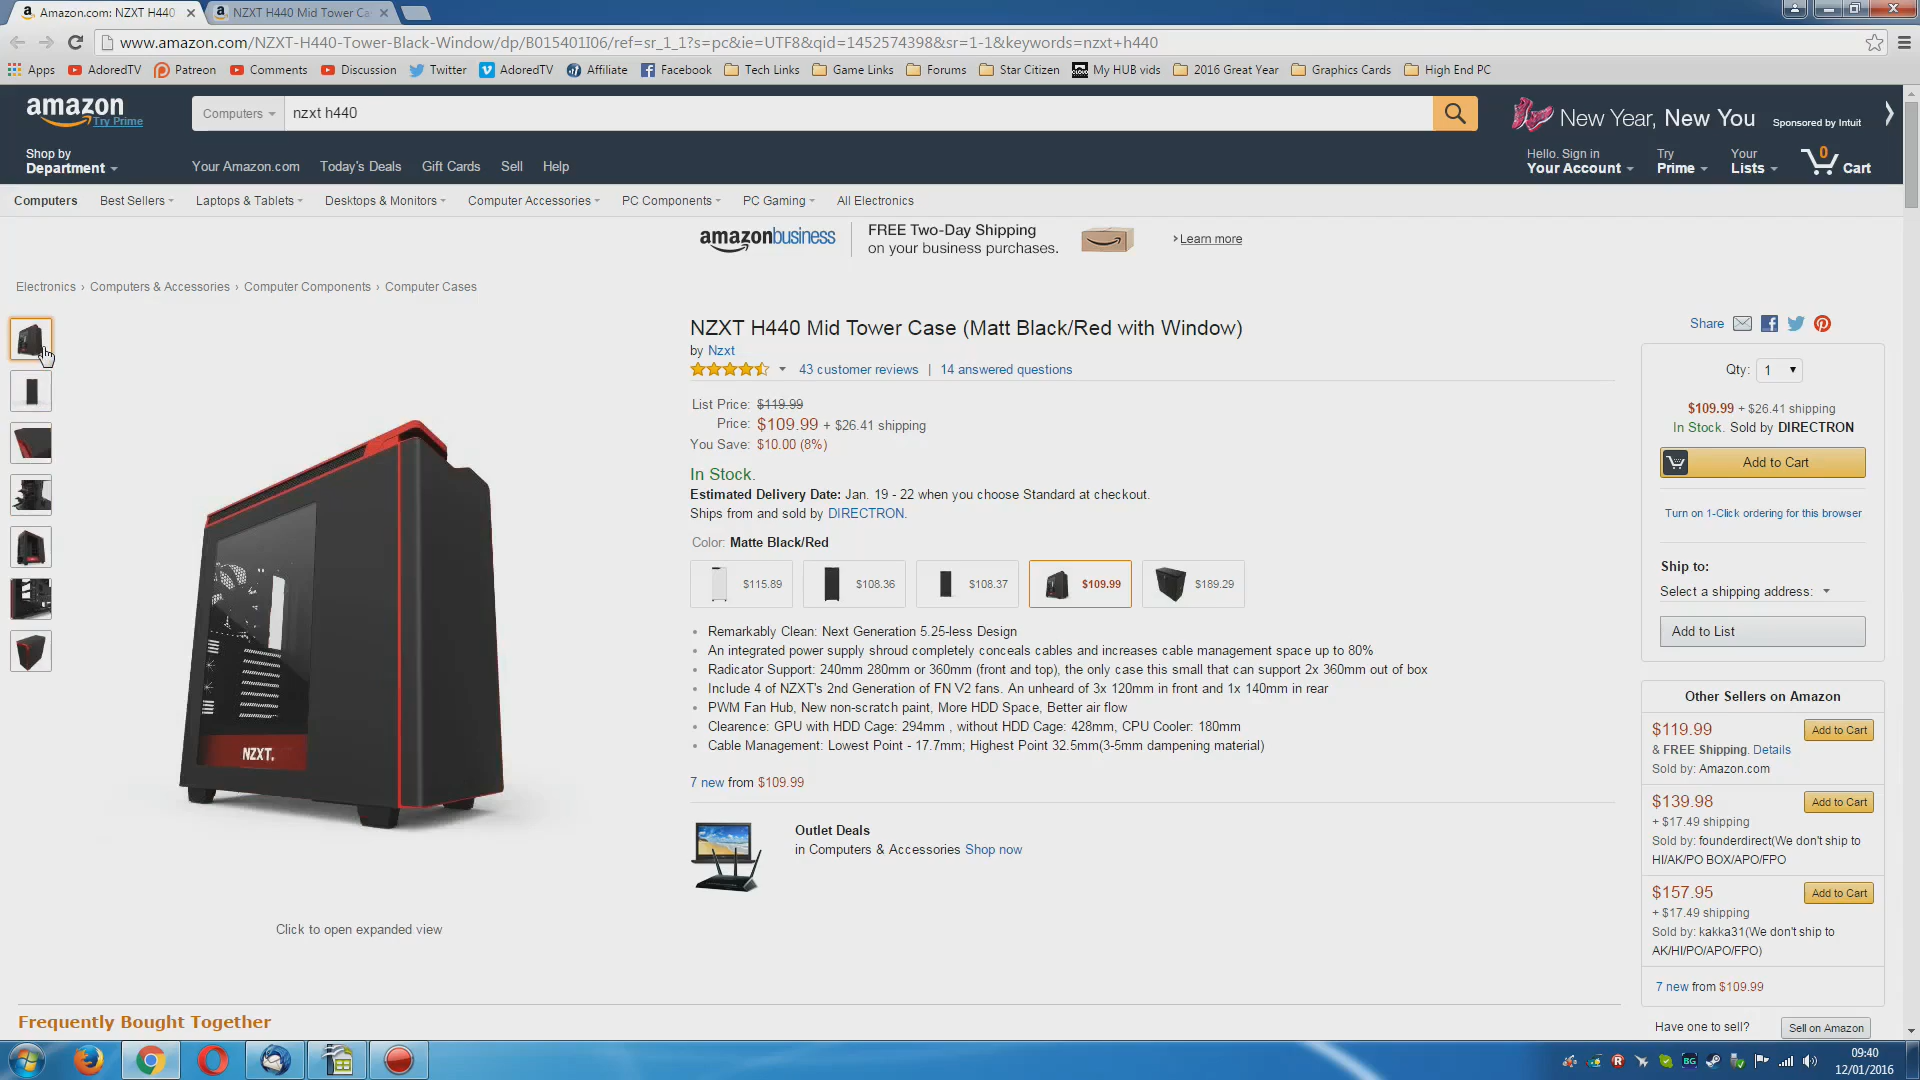 Amazon.com: NZXT H440
NZXT H440 Mid Tower Ca
www.amazon.com/NZXT-H440-Tower-Black-Window/dp/B015401I06/ref=sr_1_1?s=pc&ie=UTF8&qid=1452574398&sr=1-1&keywords=nzxt+h440
Apps AdoredTV Patreon Comments Discussion Twitter AdoredTV Affiliate Facebook Tech Links Game Links Forums Star Citizen My HUB vids 2016 Great Year Graphics Cards High End PC
amazon
Try Prime
Computers
nzxt h440
New Year, New You Sponsored by Intuit
Shop by
Department
Your Amazon.com Today's Deals Gift Cards Sell Help
Hello. Sign in
Your Account
Try
Prime
Your
Lists
0
Cart
Computers Best Sellers Laptops & Tablets Desktops & Monitors Computer Accessories PC Components PC Gaming All Electronics
amazonbusiness
FREE Two-Day Shipping
on your business purchases.
› Learn more
Electronics › Computers & Accessories › Computer Components › Computer Cases
NZXT H440 Mid Tower Case (Matt Black/Red with Window)
by Nzxt
43 customer reviews | 14 answered questions
List Price: $119.99
Price: $109.99 + $26.41 shipping
You Save: $10.00 (8%)
In Stock.
Estimated Delivery Date: Jan. 19 - 22 when you choose Standard at checkout.
Ships from and sold by DIRECTRON.
Color: Matte Black/Red
$115.89
$108.36
$108.37
$109.99
$189.29
• Remarkably Clean: Next Generation 5.25-less Design
• An integrated power supply shroud completely conceals cables and increases cable management space up to 80%
• Radicator Support: 240mm 280mm or 360mm (front and top), the only case this small that can support 2x 360mm out of box
• Include 4 of NZXT's 2nd Generation of FN V2 fans. An unheard of 3x 120mm in front and 1x 140mm in rear
• PWM Fan Hub, New non-scratch paint, More HDD Space, Better air flow
• Clearence: GPU with HDD Cage: 294mm , without HDD Cage: 428mm, CPU Cooler: 180mm
• Cable Management: Lowest Point - 17.7mm; Highest Point 32.5mm(3-5mm dampening material)
7 new from $109.99
Outlet Deals
in Computers & Accessories Shop now
NZXT.
Click to open expanded view
Share
Qty: 1
$109.99 + $26.41 shipping
In Stock. Sold by DIRECTRON
Add to Cart
Turn on 1-Click ordering for this browser
Ship to:
Select a shipping address:
Add to List
Other Sellers on Amazon
$119.99
Add to Cart
& FREE Shipping. Details
Sold by: Amazon.com
$139.98
Add to Cart
+ $17.49 shipping
Sold by: founderdirect(We don't ship to
HI/AK/PO BOX/APO/FPO
$157.95
Add to Cart
+ $17.49 shipping
Sold by: kakka31(We don't ship to
AK/HI/PO/APO/FPO)
7 new from $109.99
Have one to sell?
Sell on Amazon
Frequently Bought Together
09:40
12/01/2016